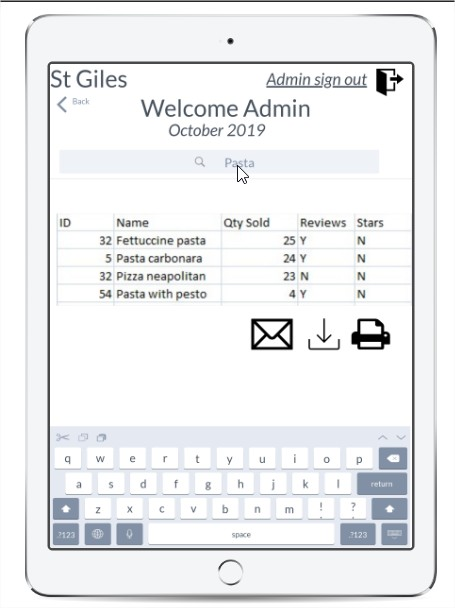 St Giles
Admin sign out
Back
Welcome Admin
October 2019
Pasta
ID Name Qty Sold Reviews Stars
32 Fettuccine pasta 25 Y N
5 Pasta carbonara 24 Y N
32 Pizza neapolitan 23 N N
54 Pasta with pesto 4 Y N
q w e r t y u i o p
a s d f g h j k l return
z x c v b n m ! , ? .
.?123 space .?123